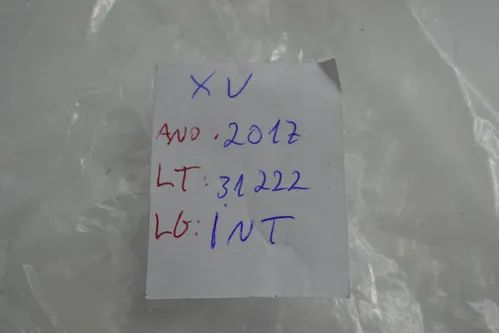 XV
ANO. 2017
LT: 31222
LG: INT